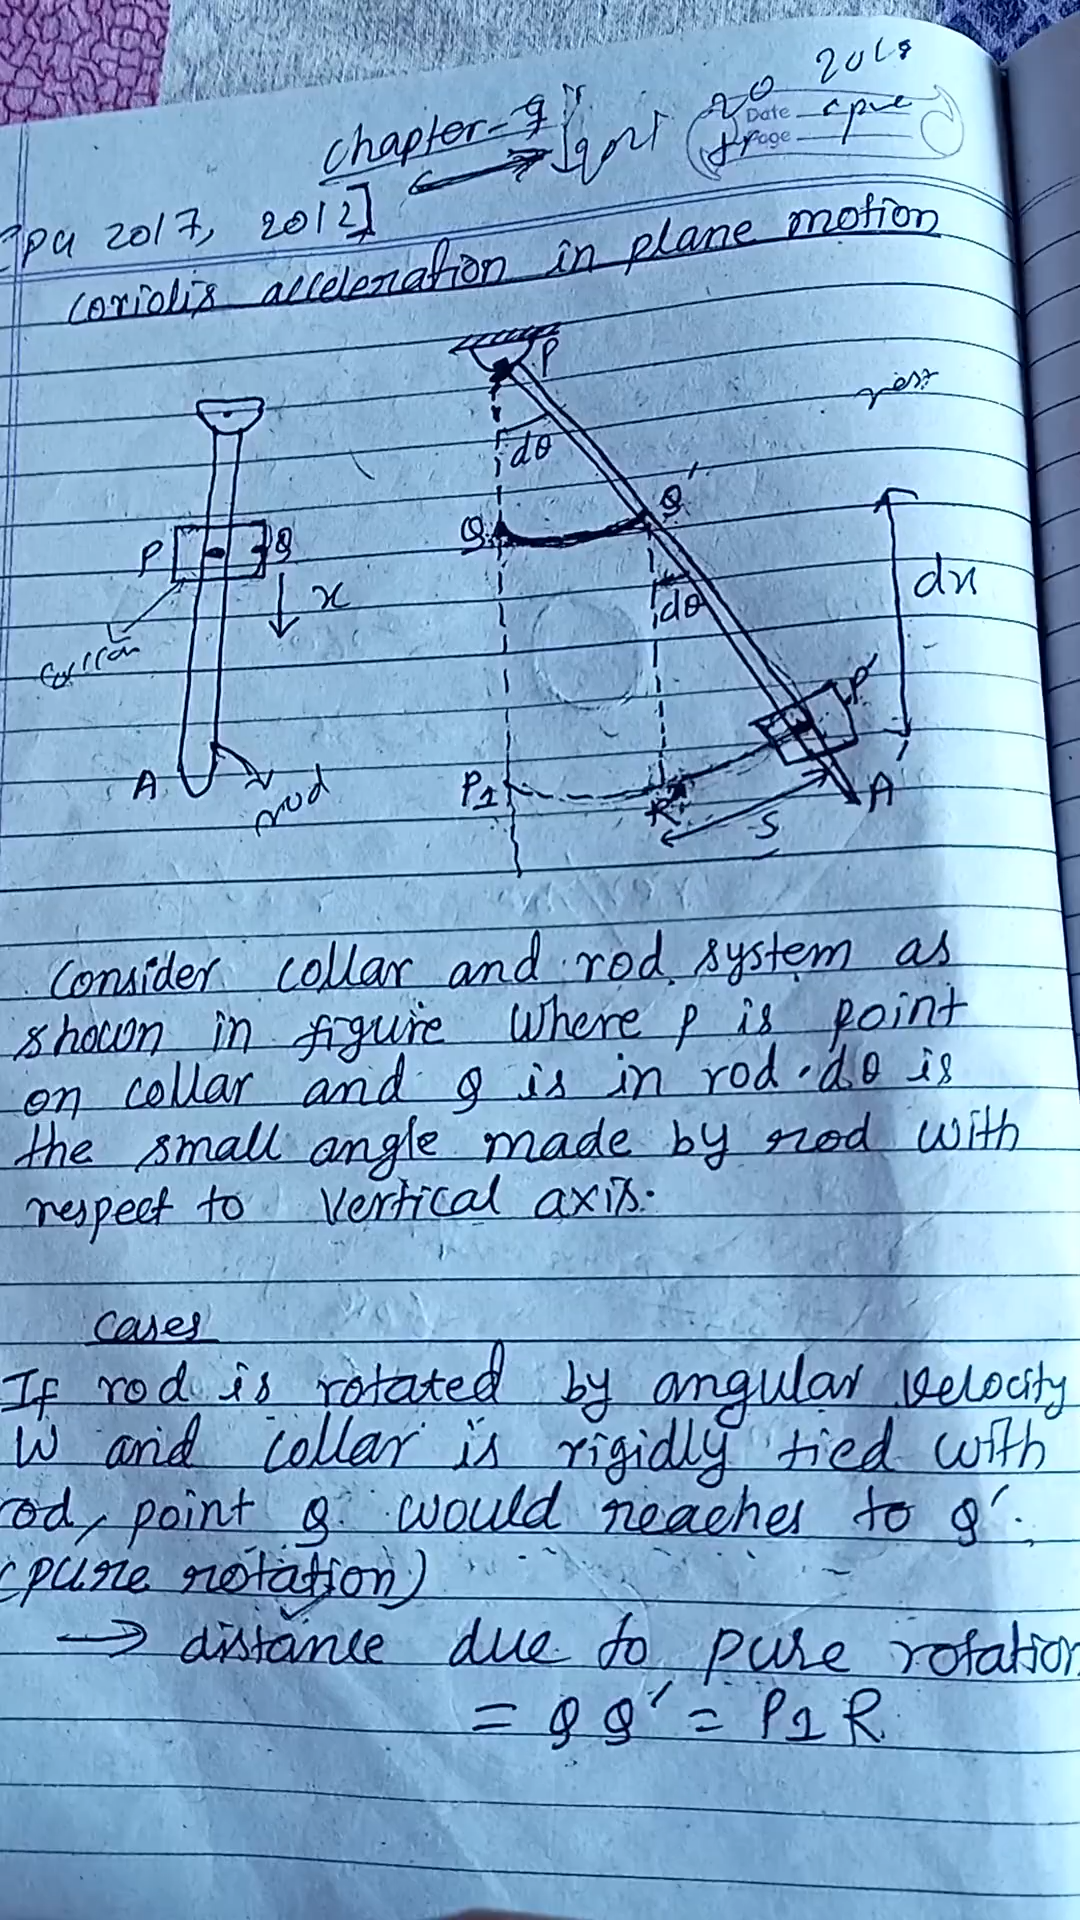 2018
20
Date
Page
chapter-9
pu 2017, 2012]
coriolis acceleration in plane motion
P
dθ
Q
Q'
P
Q
x
dθ
dx
collar
P'
A
rod
P1
R
S
A'
Consider collar and rod system as
shown in figure where p is point
on collar and Q is in rod. dθ is
the small angle made by rod with
respect to vertical axis.
Cases
If rod is rotated by angular velocity
W and collar is rigidly tied with
rod, point Q would reaches to Q'.
(pure rotation)
→ distance due to pure rotation
= QQ' = P1R